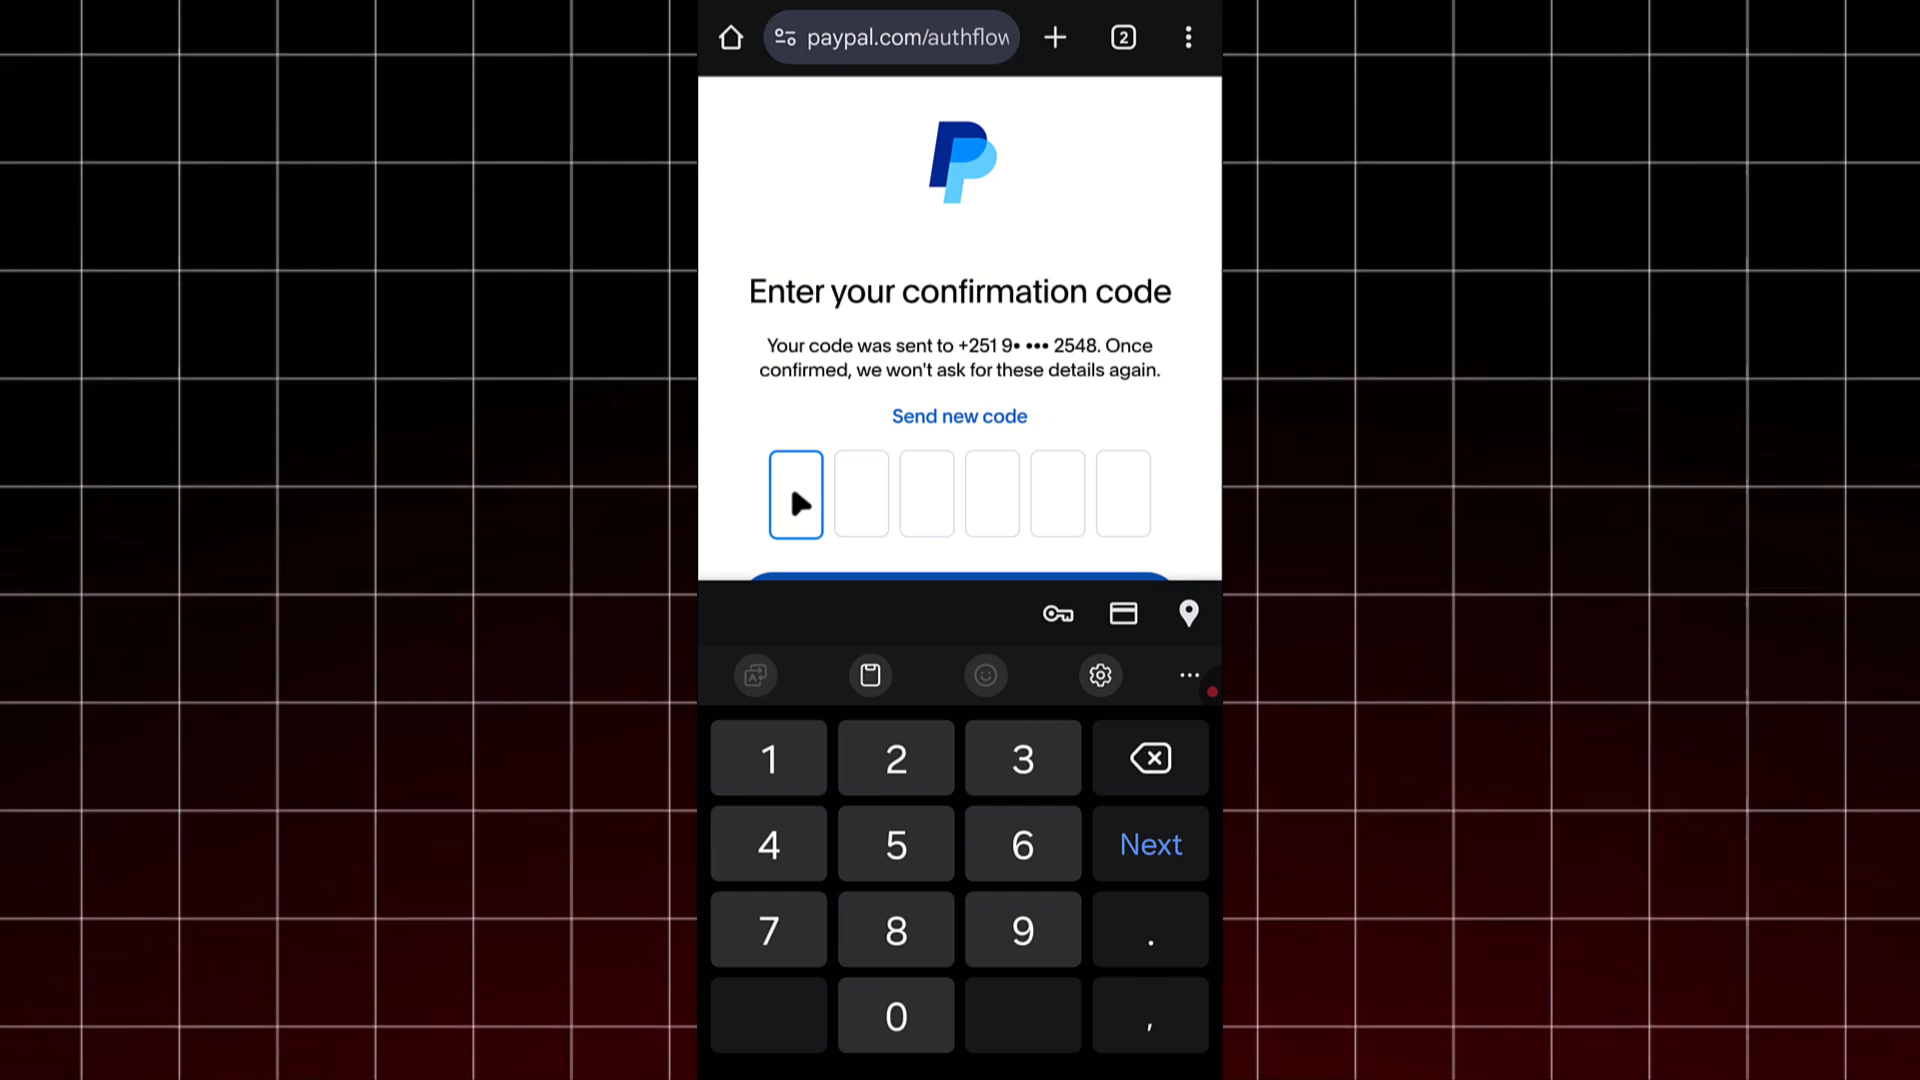 paypal.com/authflow
2
Enter your confirmation code
Your code was sent to +251 9• ••• 2548. Once
confirmed, we won't ask for these details again.
Send new code
1 2 3
4 5 6 Next
7 8 9 .
0 ,